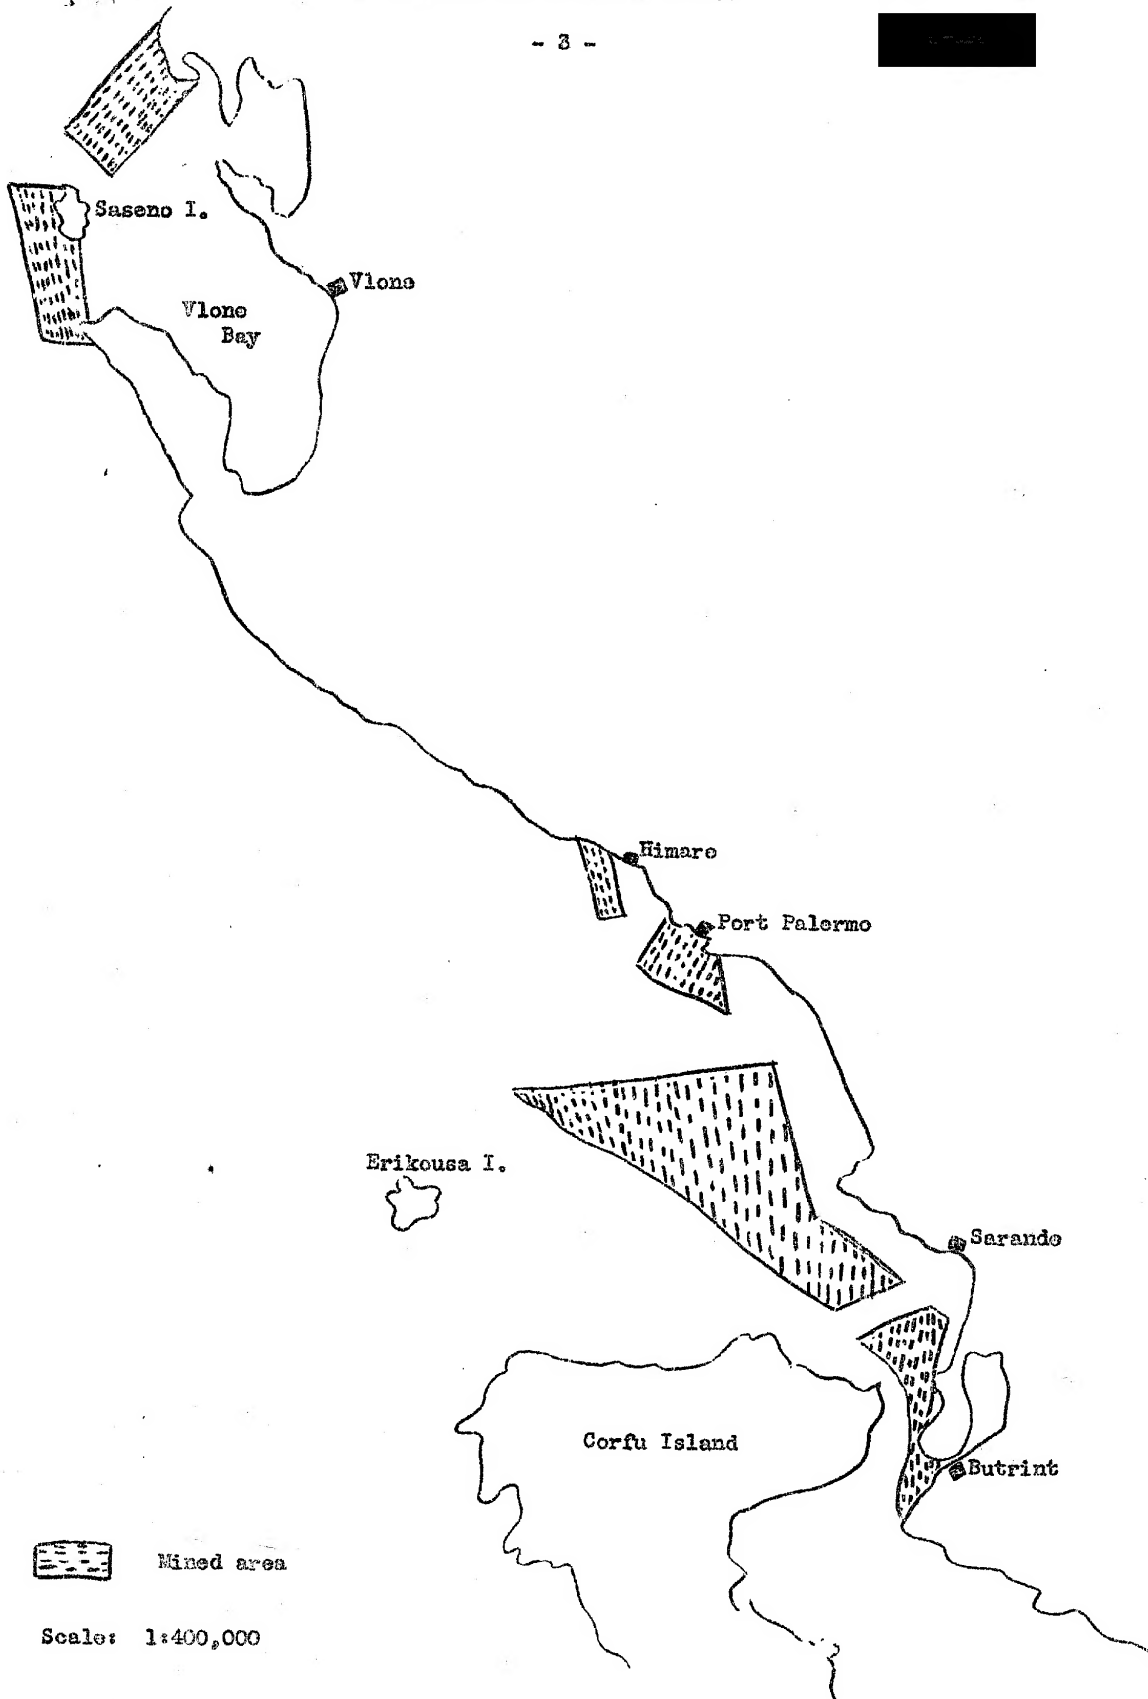 - 3 -
Saseno I.
Vlone
Vlone
Bay
Himare
Port Palermo
Erikousa I.
Sarande
Corfu Island
Butrint
Mined area
Scale: 1:400,000